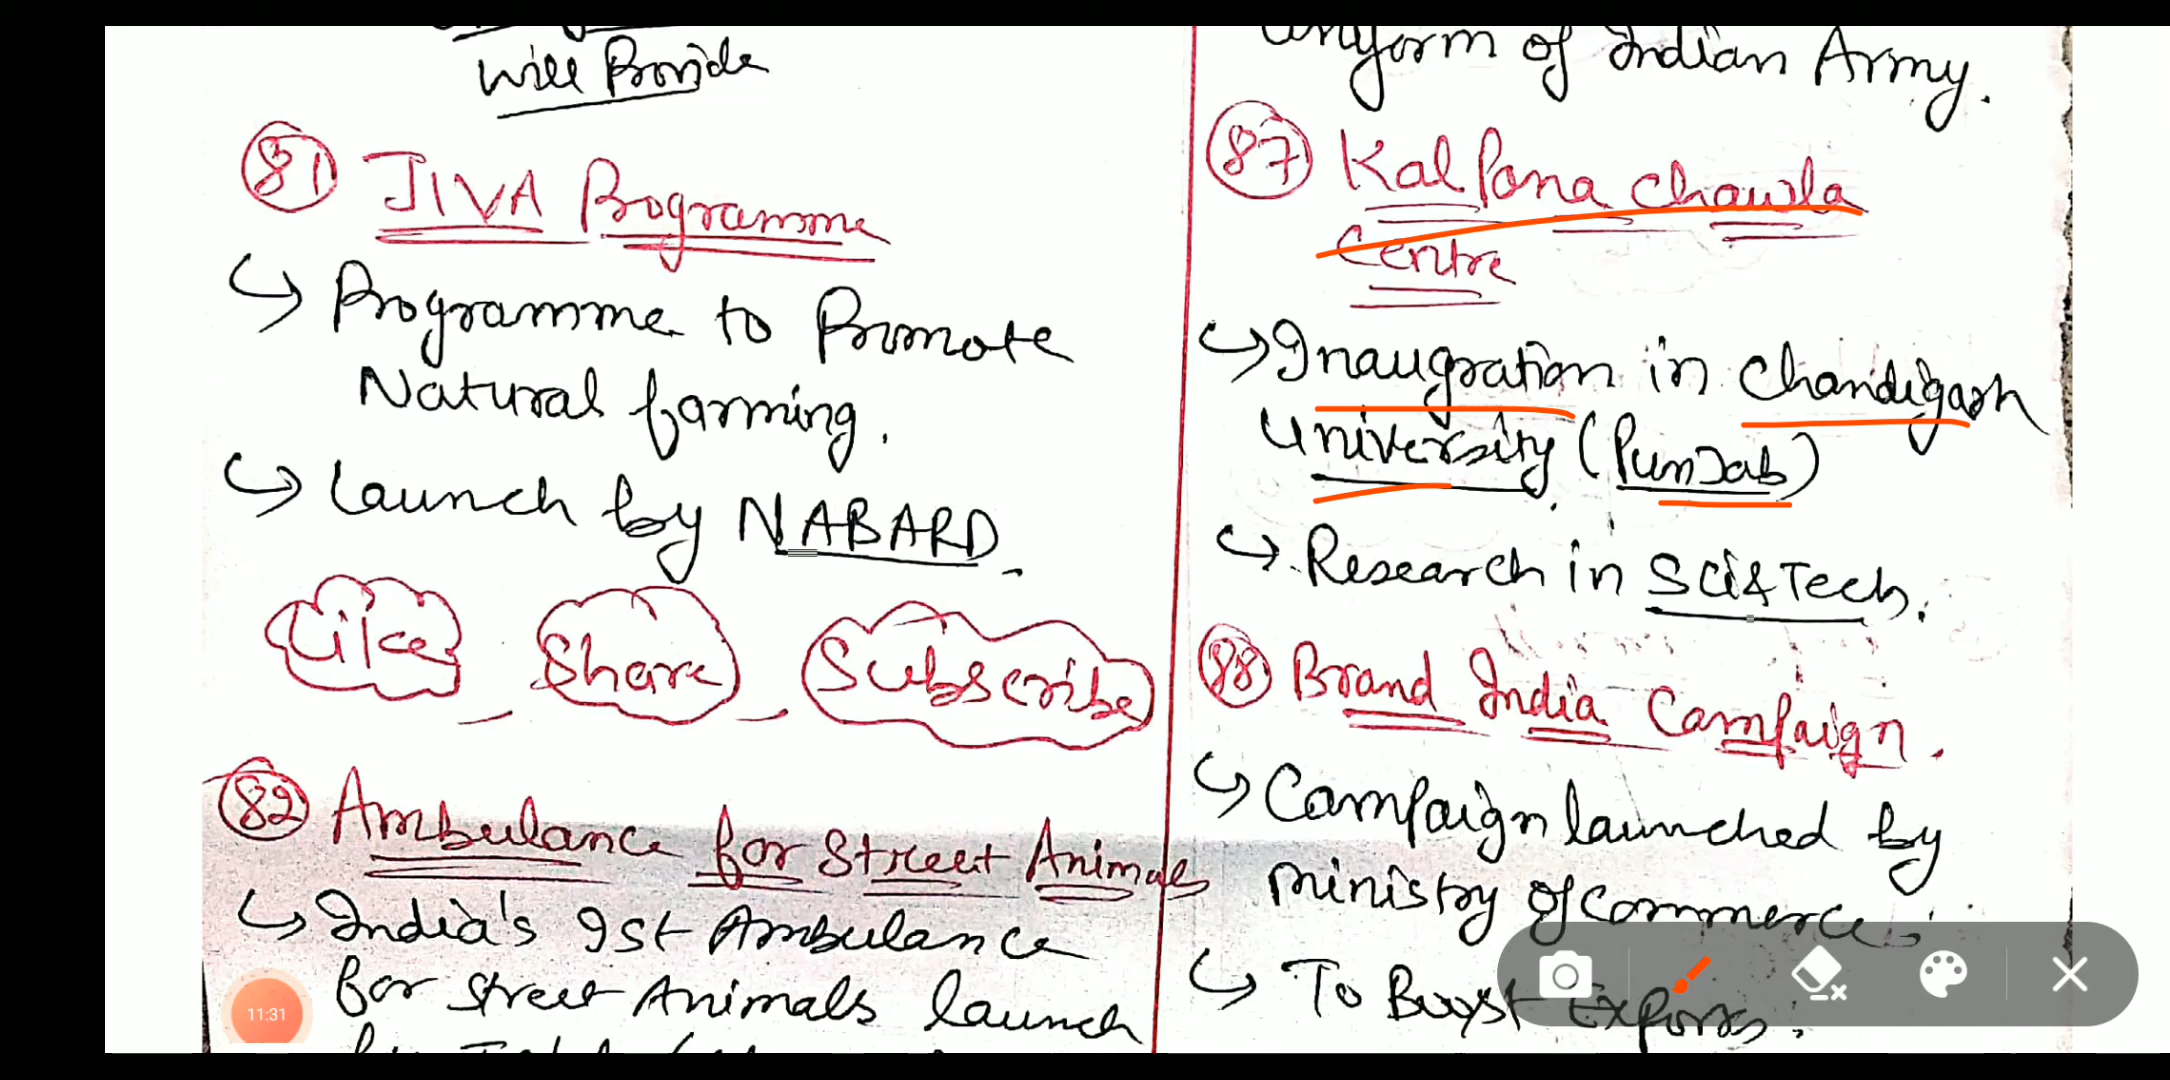 will Provide
81 JIVA Programme
↳ Programme to Promote
Natural farming.
↳ Launch by NABARD.
Like Share Subscribe
82 Ambulance for Street Animals
↳ India's 1st Ambulance
for street Animals launch
uniform of Indian Army.
87 Kalpana Chawla
Centre
↳ Inaugration in Chandigarh
University (Punjab)
↳ Research in Sci & Tech.
88 Brand India Campaign.
↳ Campaign launched by
ministry of commerce.
↳ To Boost Exports.
11:31